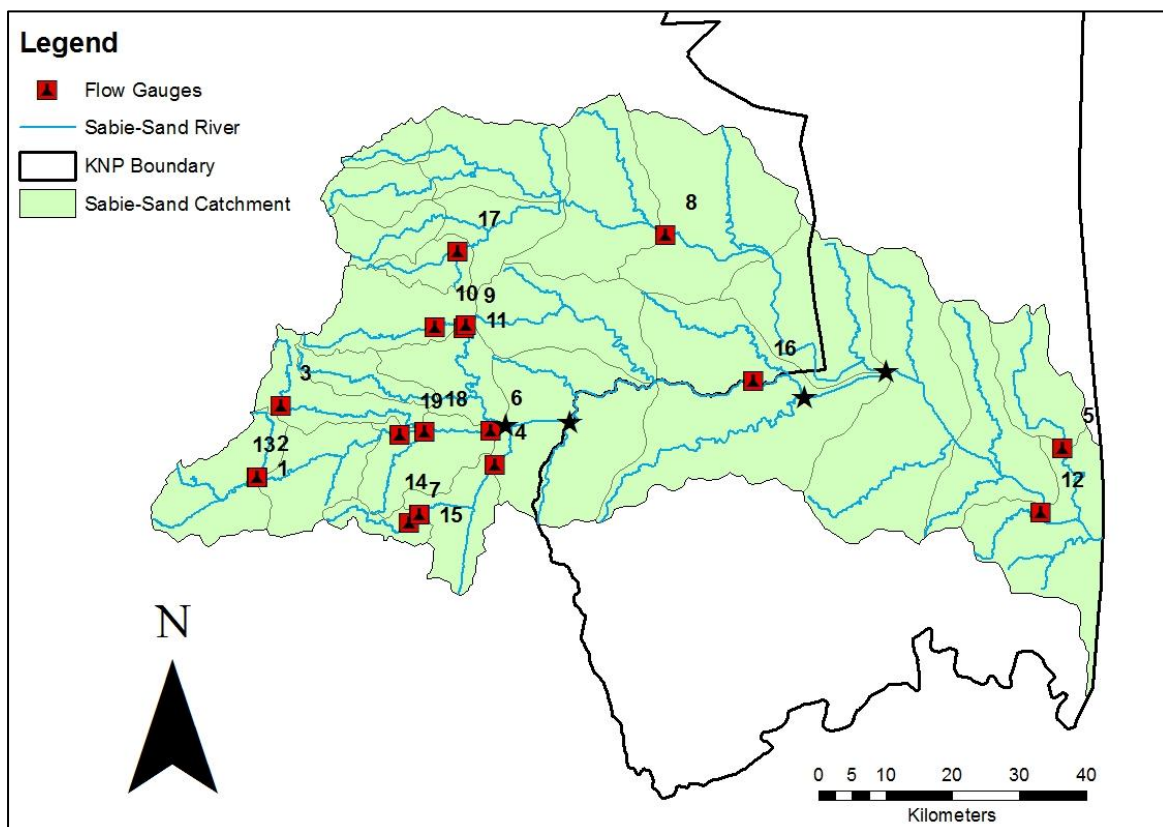 Legend
Flow Gauges
Sabie-Sand River
KNP Boundary
Sabie-Sand Catchment
17
8
10 9
11
16
3
6
19 18
4
5
13 2
1
12
14 7
15
N
0 5 10 20 30 40
Kilometers